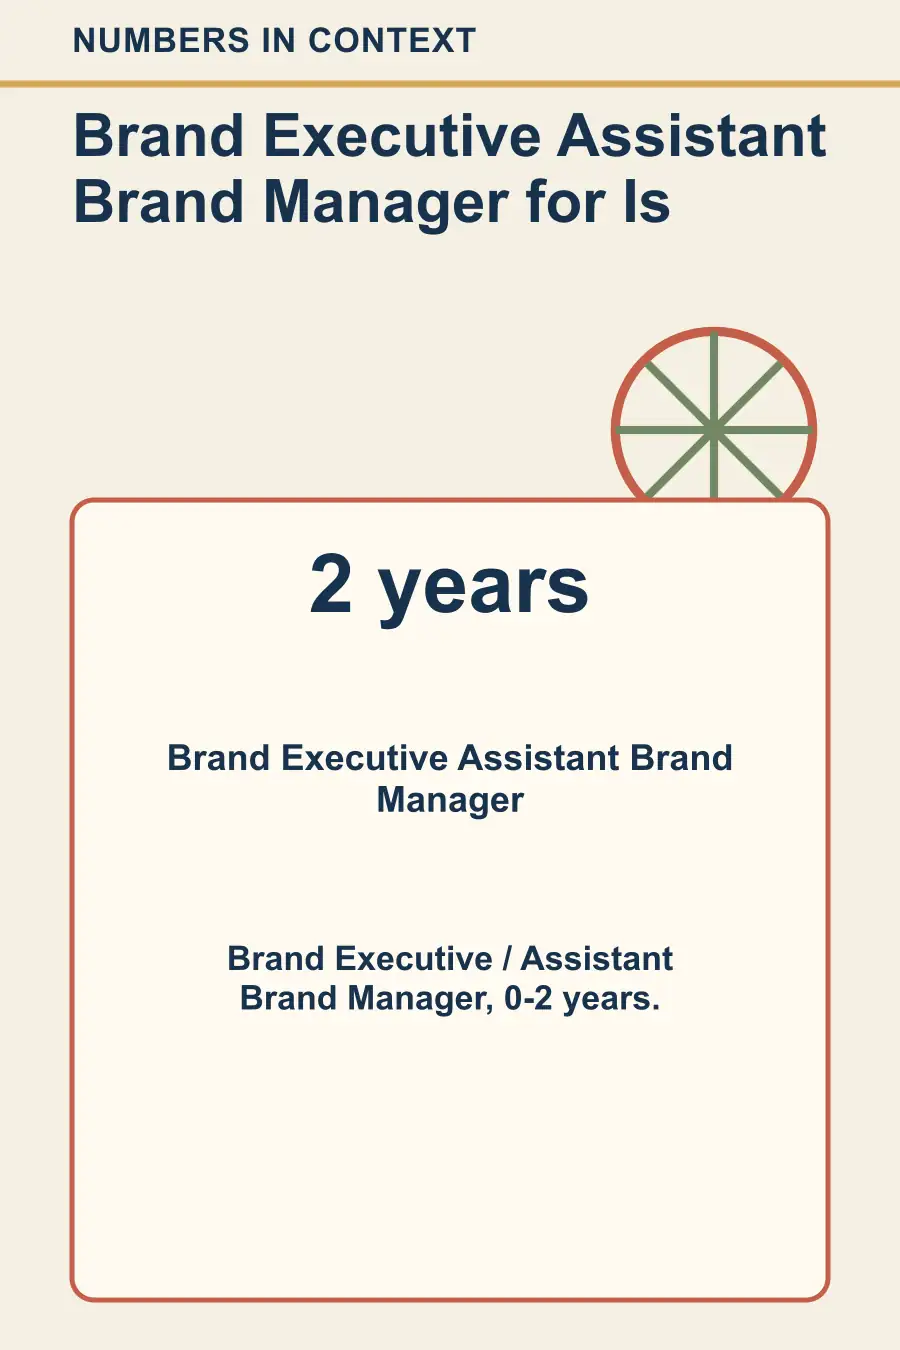 NUMBERS IN CONTEXT
Brand Executive Assistant
Brand Manager for Is
2 years
Brand Executive Assistant Brand
Manager
Brand Executive / Assistant
Brand Manager, 0-2 years.